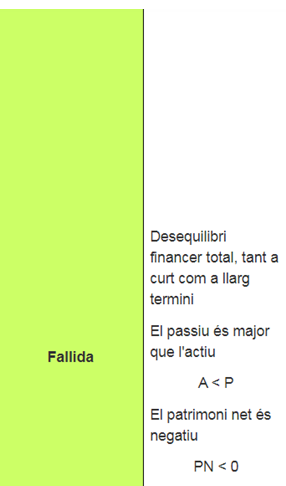 Desequilibri
financer total, tant a
curt com a llarg
termini
El passiu és major
que l'actiu
Fallida
A < P
El patrimoni net és
negatiu
PN < 0